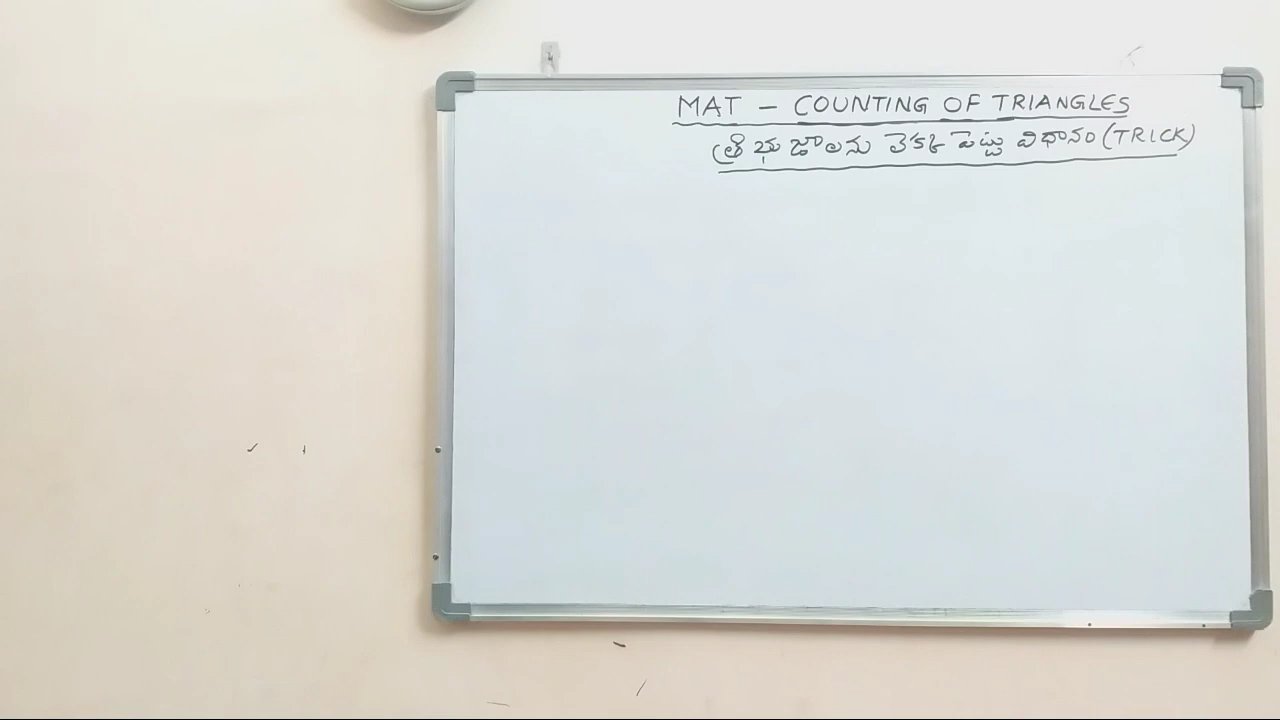 MAT - COUNTING OF TRIANGLES
త్రిభుజాలను లెక్క పెట్టు విధానం (TRICK)